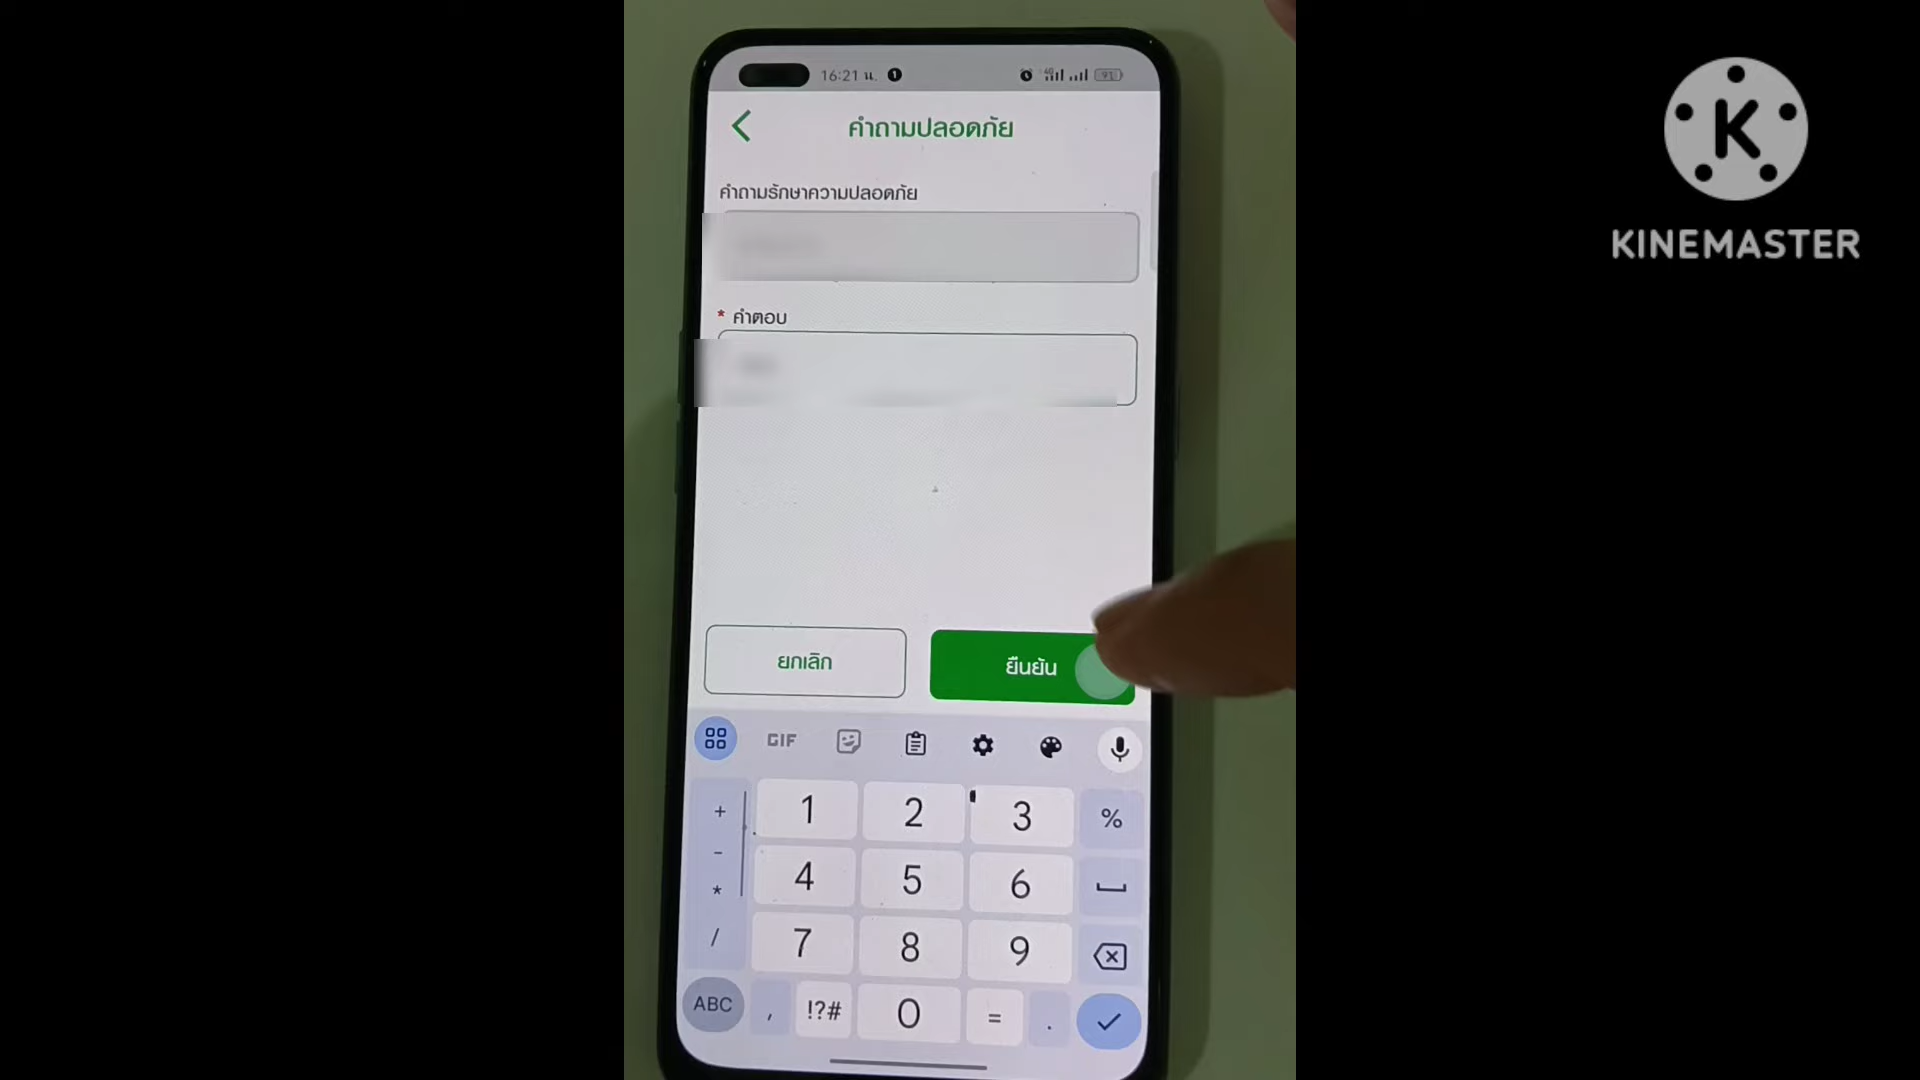 16:21 น.
91
คำถามปลอดภัย
คำถามรักษาความปลอดภัย
* คำตอบ
ยกเลิก
ยืนยัน
GIF
+ 1 2 3 %
-
* 4 5 6
/ 7 8 9
ABC , !?# 0 = .
K
KINEMASTER